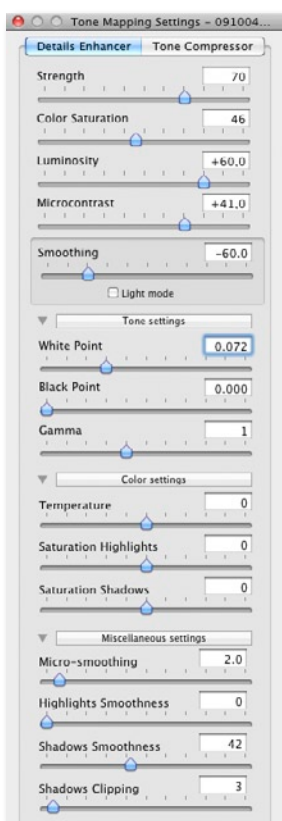 Tone Mapping Settings – 091004...
Details Enhancer Tone Compressor
Strength 70
Color Saturation 46
Luminosity +60.0
Microcontrast +41.0
Smoothing -60.0
Light mode
Tone settings
White Point 0.072
Black Point 0.000
Gamma 1
Color settings
Temperature 0
Saturation Highlights 0
Saturation Shadows 0
Miscellaneous settings
Micro-smoothing 2.0
Highlights Smoothness 0
Shadows Smoothness 42
Shadows Clipping 3